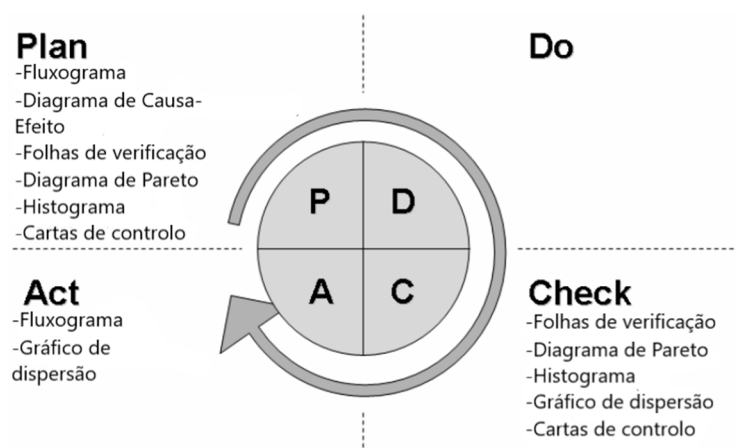 Plan
-Fluxograma
-Diagrama de Causa-
Efeito
-Folhas de verificação
-Diagrama de Pareto
-Histograma
-Cartas de controlo
Do
P
D
A
C
Act
-Fluxograma
-Gráfico de
dispersão
Check
-Folhas de verificação
-Diagrama de Pareto
-Histograma
-Gráfico de dispersão
-Cartas de controlo